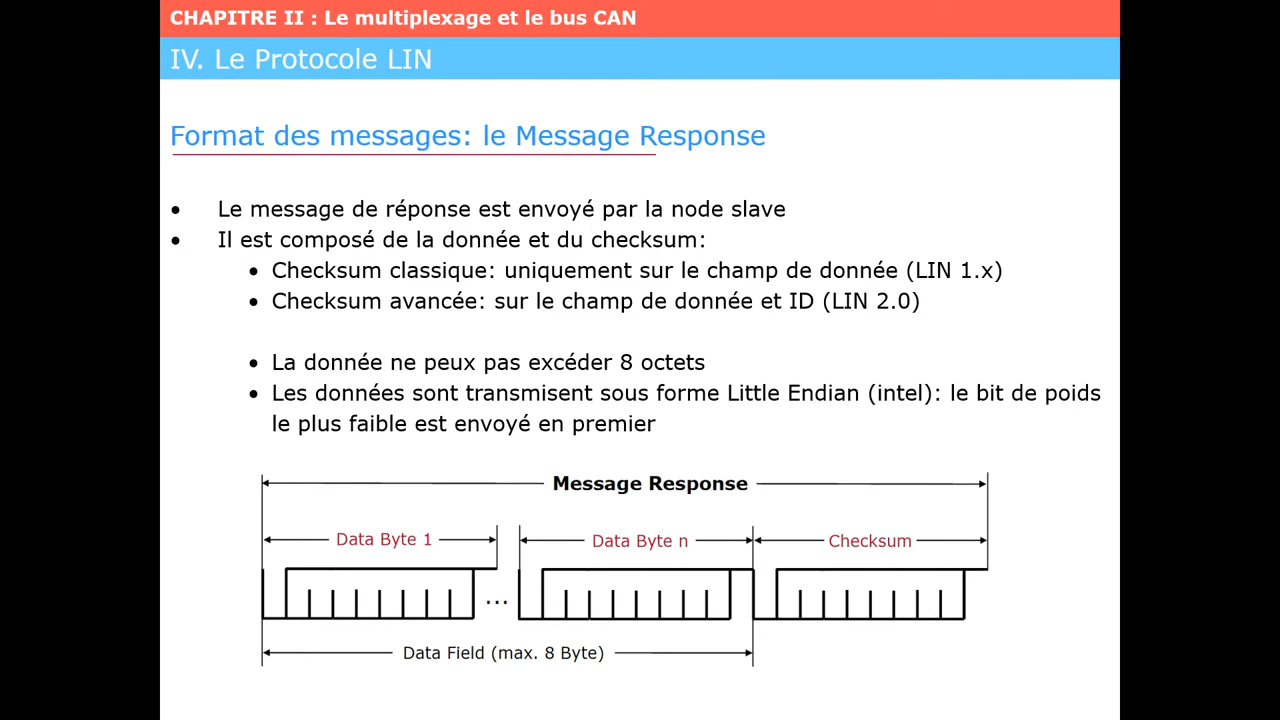 CHAPITRE II : Le multiplexage et le bus CAN
IV. Le Protocole LIN
Format des messages: le Message Response
• Le message de réponse est envoyé par la node slave
• Il est composé de la donnée et du checksum:
• Checksum classique: uniquement sur le champ de donnée (LIN 1.x)
• Checksum avancée: sur le champ de donnée et ID (LIN 2.0)
• La donnée ne peux pas excéder 8 octets
• Les données sont transmisent sous forme Little Endian (intel): le bit de poids
le plus faible est envoyé en premier
Message Response
Data Byte 1
Data Byte n
Checksum
...
Data Field (max. 8 Byte)